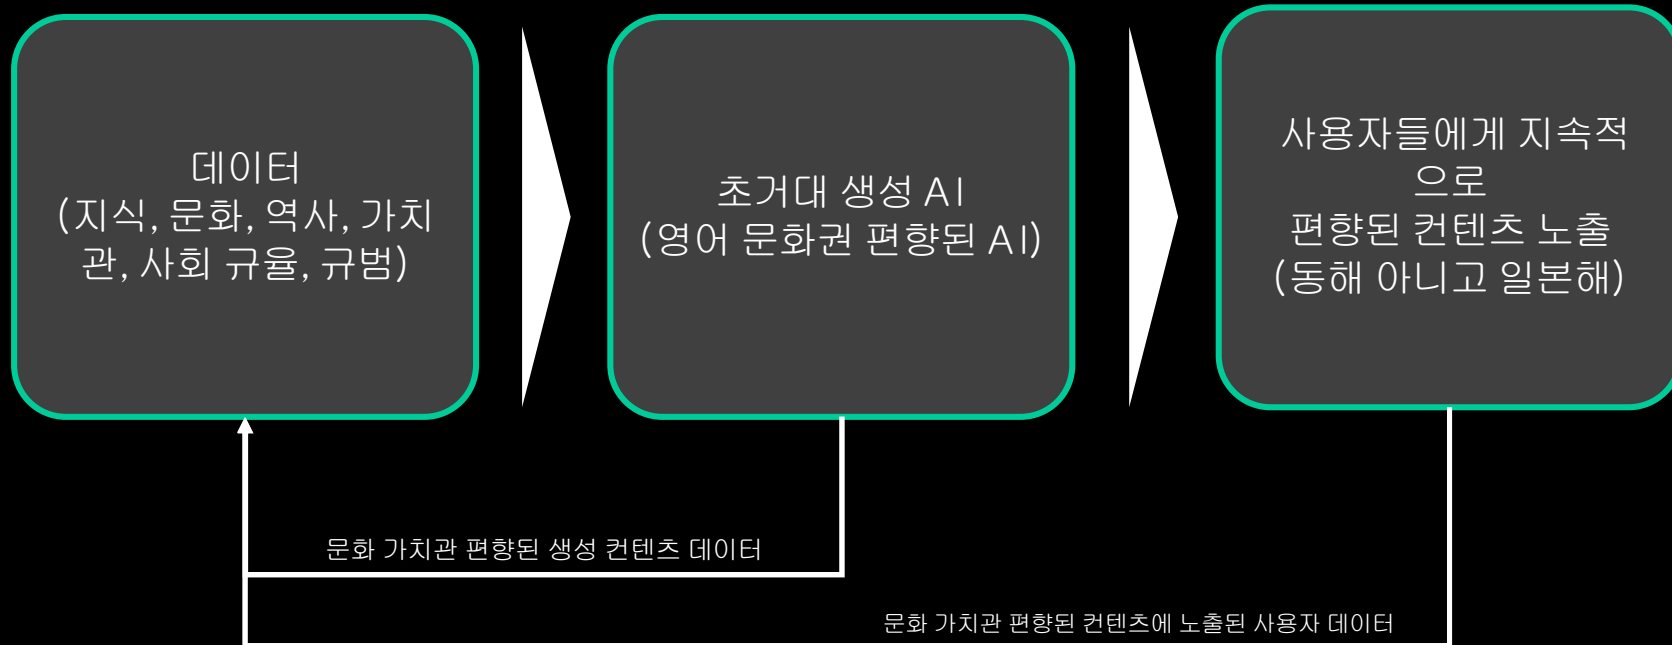 데이터
(지식, 문화, 역사, 가치
관, 사회 규율, 규범)
초거대 생성 AI
(영어 문화권 편향된 AI)
사용자들에게 지속적
으로
편향된 컨텐츠 노출
(동해 아니고 일본해)
문화 가치관 편향된 생성 컨텐츠 데이터
문화 가치관 편향된 컨텐츠에 노출된 사용자 데이터